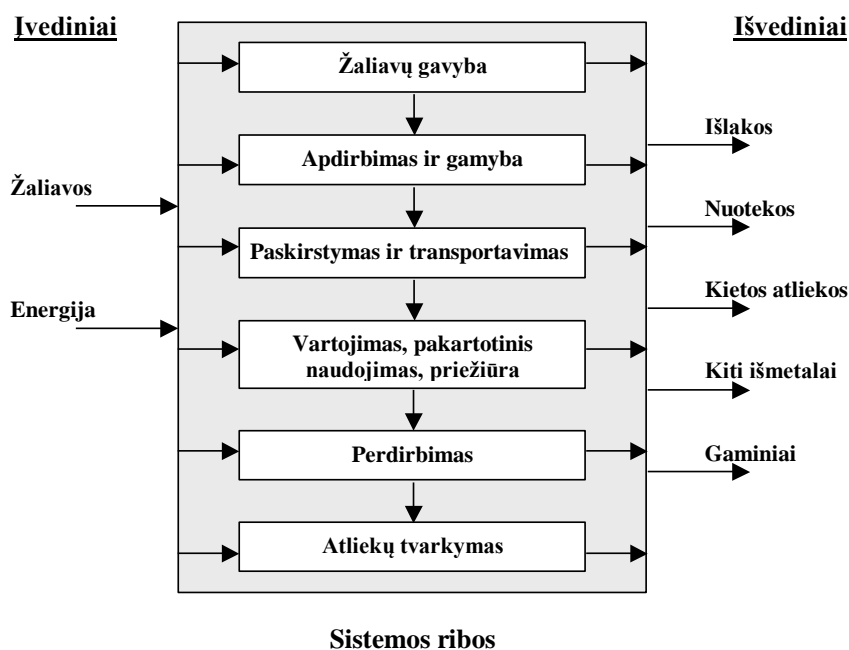 Įvediniai
Išvediniai
Žaliavų gavyba
Išlakos
Apdirbimas ir gamyba
Žaliavos
Nuotekos
Paskirstymas ir transportavimas
Kietos atliekos
Energija
Vartojimas, pakartotinis
naudojimas, priežiūra
Kiti išmetalai
Perdirbimas
Gaminiai
Atliekų tvarkymas
Sistemos ribos